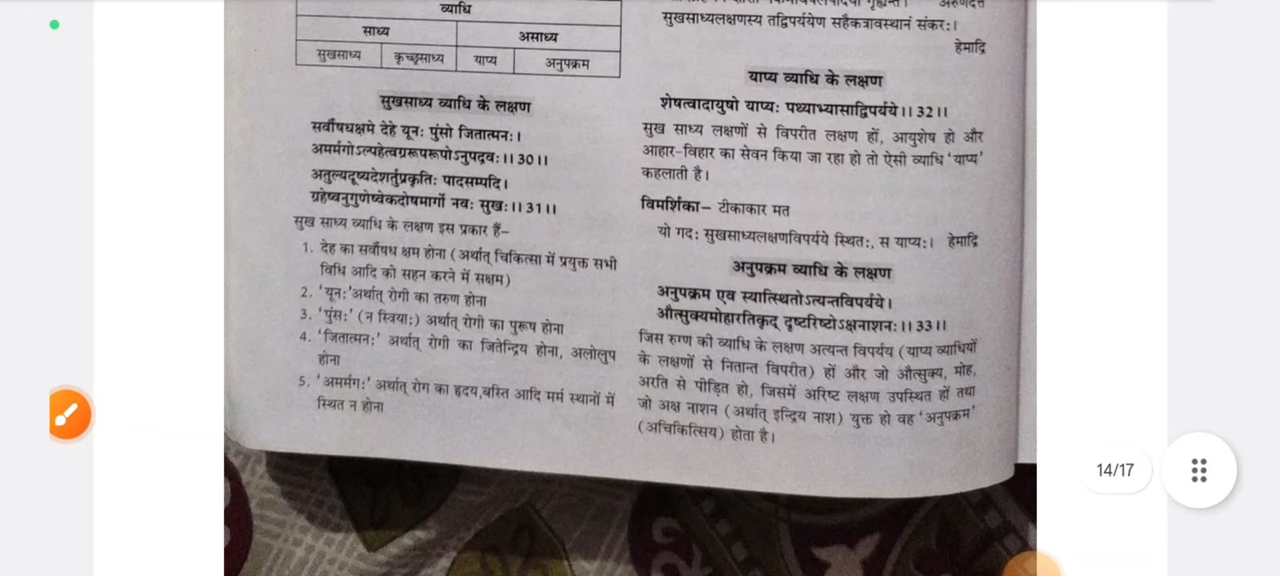 व्याधि
साध्य
असाध्य
सुखसाध्य
कृच्छ्रसाध्य
याप्य
अनुपक्रम
सुखसाध्य व्याधि के लक्षण
सर्वौषधक्षमे देहे यूनः पुंसो जितात्मनः।
अमर्मगोऽल्पहेत्वग्ररूपरूपोऽनुपद्रवः।।30।।
अतुल्यदूष्यदेशर्तुप्रकृतिः पादसम्पदि।
ग्रहेष्वनुगुणेष्वेकदोषमार्गो नवः सुखः।।31।।
सुख साध्य व्याधि के लक्षण इस प्रकार हैं–
1. देह का सर्वौषध क्षम होना (अर्थात् चिकित्सा में प्रयुक्त सभी
विधि आदि को सहन करने में सक्षम)
2. 'यूनः'अर्थात् रोगी का तरुण होना
3. 'पुंसः' (न स्त्रियाः) अर्थात् रोगी का पुरूष होना
4. 'जितात्मनः' अर्थात् रोगी का जितेन्द्रिय होना, अलोलुप
होना
5. 'अमर्मगः' अर्थात् रोग का हृदय,बस्ति आदि मर्म स्थानों में
स्थित न होना
अरुणदत्त
सुखसाध्यलक्षणस्य तद्विपर्ययेण सहैकत्रावस्थानं संकरः।
हेमाद्रि
याप्य व्याधि के लक्षण
शेषत्वादायुषो याप्यः पथ्याभ्यासाद्विपर्यये।।32।।
सुख साध्य लक्षणों से विपरीत लक्षण हों, आयुशेष हो और
आहार-विहार का सेवन किया जा रहा हो तो ऐसी व्याधि 'याप्य'
कहलाती है।
विमर्शिका– टीकाकार मत
यो गदः सुखसाध्यलक्षणविपर्यये स्थितः, स याप्यः। हेमाद्रि
अनुपक्रम व्याधि के लक्षण
अनुपक्रम एव स्यात्स्थितोऽत्यन्तविपर्यये।
औत्सुक्यमोहारतिकृद् दृष्टरिष्टोऽक्षनाशनः।।33।।
जिस रुग्ण की व्याधि के लक्षण अत्यन्त विपर्यय (याप्य व्याधियों
के लक्षणों से नितान्त विपरीत) हों और जो औत्सुक्य, मोह,
अरति से पीड़ित हो, जिसमें अरिष्ट लक्षण उपस्थित हों तथा
जो अक्ष नाशन (अर्थात् इन्द्रिय नाश) युक्त हो वह 'अनुपक्रम'
(अचिकित्सिय) होता है।
14/17